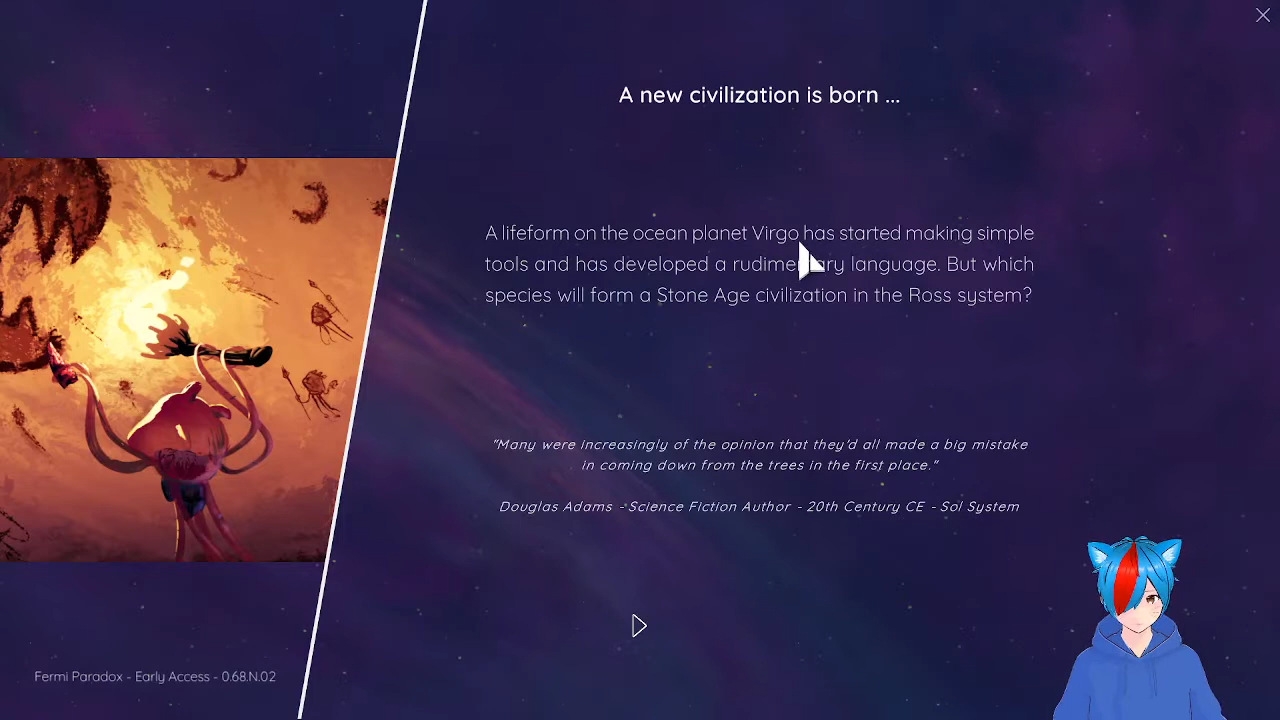 A new civilization is born ...
A lifeform on the ocean planet Virgo has started making simple
tools and has developed a rudimentary language. But which
species will form a Stone Age civilization in the Ross system?
"Many were increasingly of the opinion that they'd all made a big mistake
in coming down from the trees in the first place."
Douglas Adams - Science Fiction Author - 20th Century CE - Sol System
Fermi Paradox - Early Access - 0.68.N.02